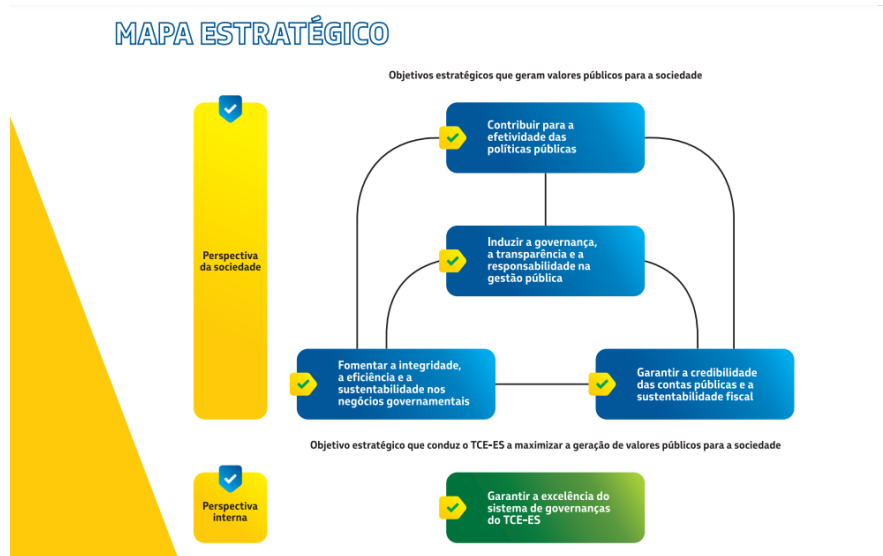 MAPA ESTRATÉGICO
Objetivos estratégicos que geram valores públicos para a sociedade
Contribuir para a
efetividade das
políticas públicas
Perspectiva
da sociedade
Induzir a governança,
a transparência e a
responsabilidade na
gestão pública
Fomentar a integridade,
a eficiência e a
sustentabilidade nos
negócios governamentais
Garantir a credibilidade
das contas públicas e a
sustentabilidade fiscal
Objetivo estratégico que conduz o TCE-ES a maximizar a geração de valores públicos para a sociedade
Perspectiva
interna
Garantir a excelência do
sistema de governanças
do TCE-ES